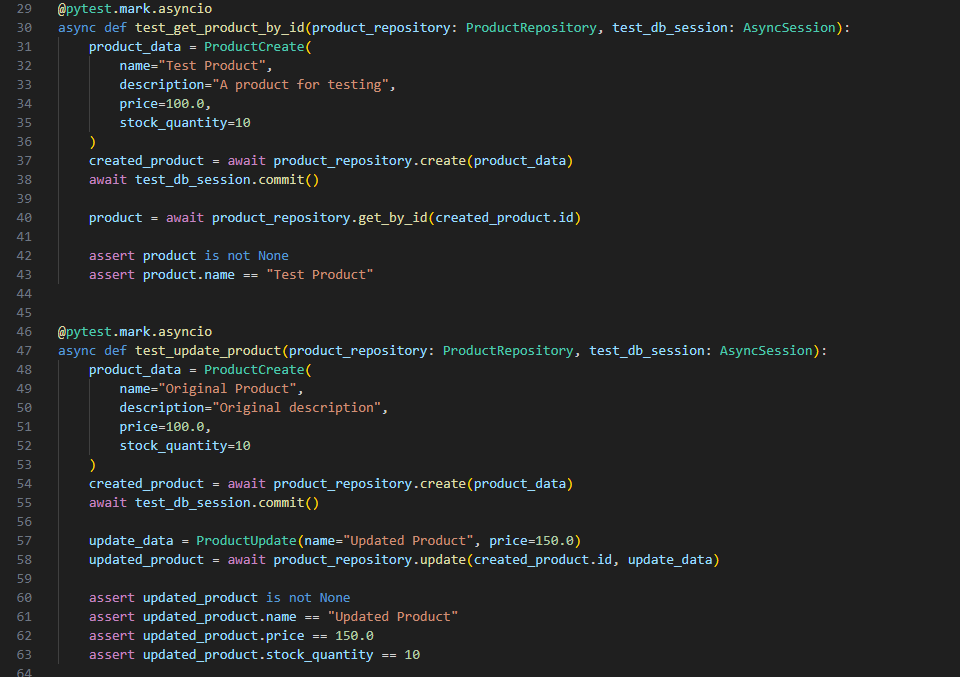 29 @pytest.mark.asyncio
30 async def test_get_product_by_id(product_repository: ProductRepository, test_db_session: AsyncSession):
31     product_data = ProductCreate(
32         name="Test Product",
33         description="A product for testing",
34         price=100.0,
35         stock_quantity=10
36     )
37     created_product = await product_repository.create(product_data)
38     await test_db_session.commit()
39
40     product = await product_repository.get_by_id(created_product.id)
41
42     assert product is not None
43     assert product.name == "Test Product"
44
45
46 @pytest.mark.asyncio
47 async def test_update_product(product_repository: ProductRepository, test_db_session: AsyncSession):
48     product_data = ProductCreate(
49         name="Original Product",
50         description="Original description",
51         price=100.0,
52         stock_quantity=10
53     )
54     created_product = await product_repository.create(product_data)
55     await test_db_session.commit()
56
57     update_data = ProductUpdate(name="Updated Product", price=150.0)
58     updated_product = await product_repository.update(created_product.id, update_data)
59
60     assert updated_product is not None
61     assert updated_product.name == "Updated Product"
62     assert updated_product.price == 150.0
63     assert updated_product.stock_quantity == 10
64